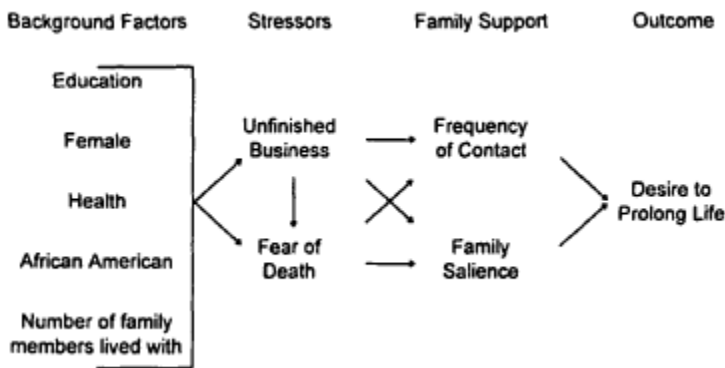 Background Factors
Stressors
Family Support
Outcome
Education
Female
Health
African American
Number of family
members lived with
Unfinished
Business
Fear of
Death
Frequency
of Contact
Family
Salience
Desire to
Prolong Life